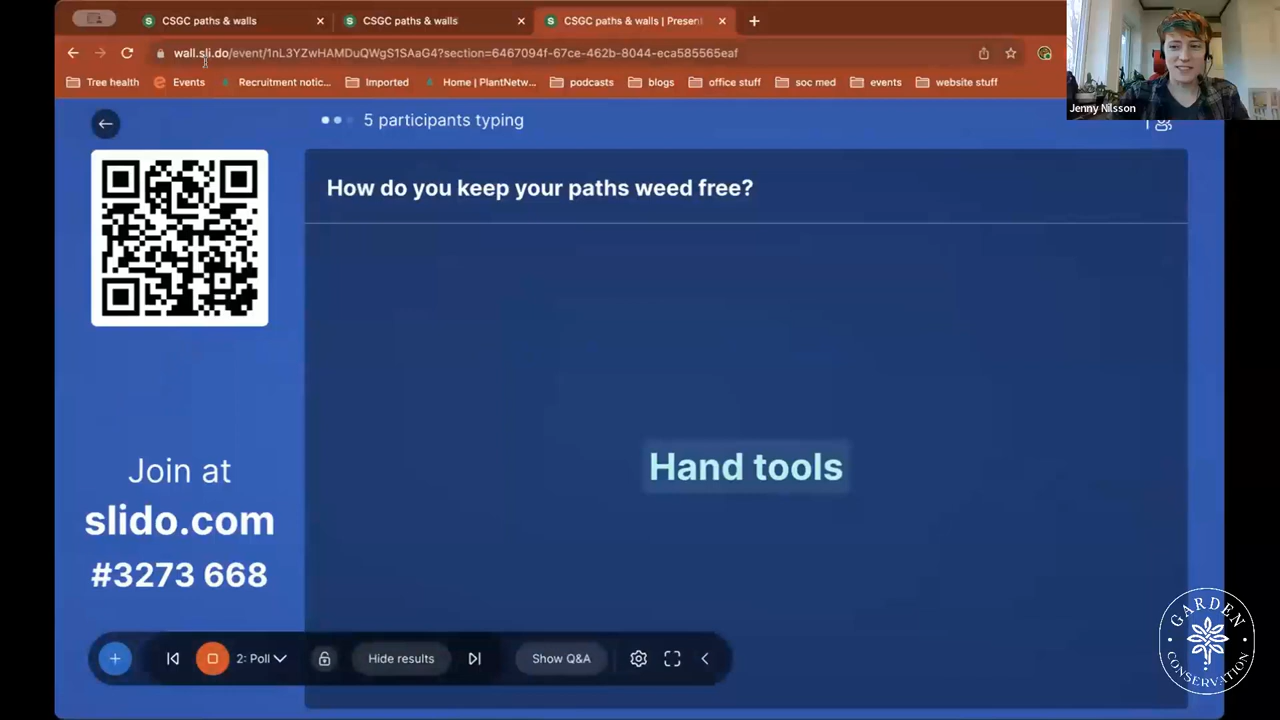 CSGC paths & walls
CSGC paths & walls
CSGC paths & walls | Present
wall.sli.do/event/1nL3YZwHAMDuQWgS1SAaG4?section=6467094f-67ce-462b-8044-eca585565eaf
Tree health
Events
Recruitment notic...
Imported
Home | PlantNetw...
podcasts
blogs
office stuff
soc med
events
website stuff
Jenny Nilsson
5 participants typing
How do you keep your paths weed free?
Hand tools
Join at
slido.com
#3273 668
2: Poll
Hide results
Show Q&A
GARDEN
CONSERVATION